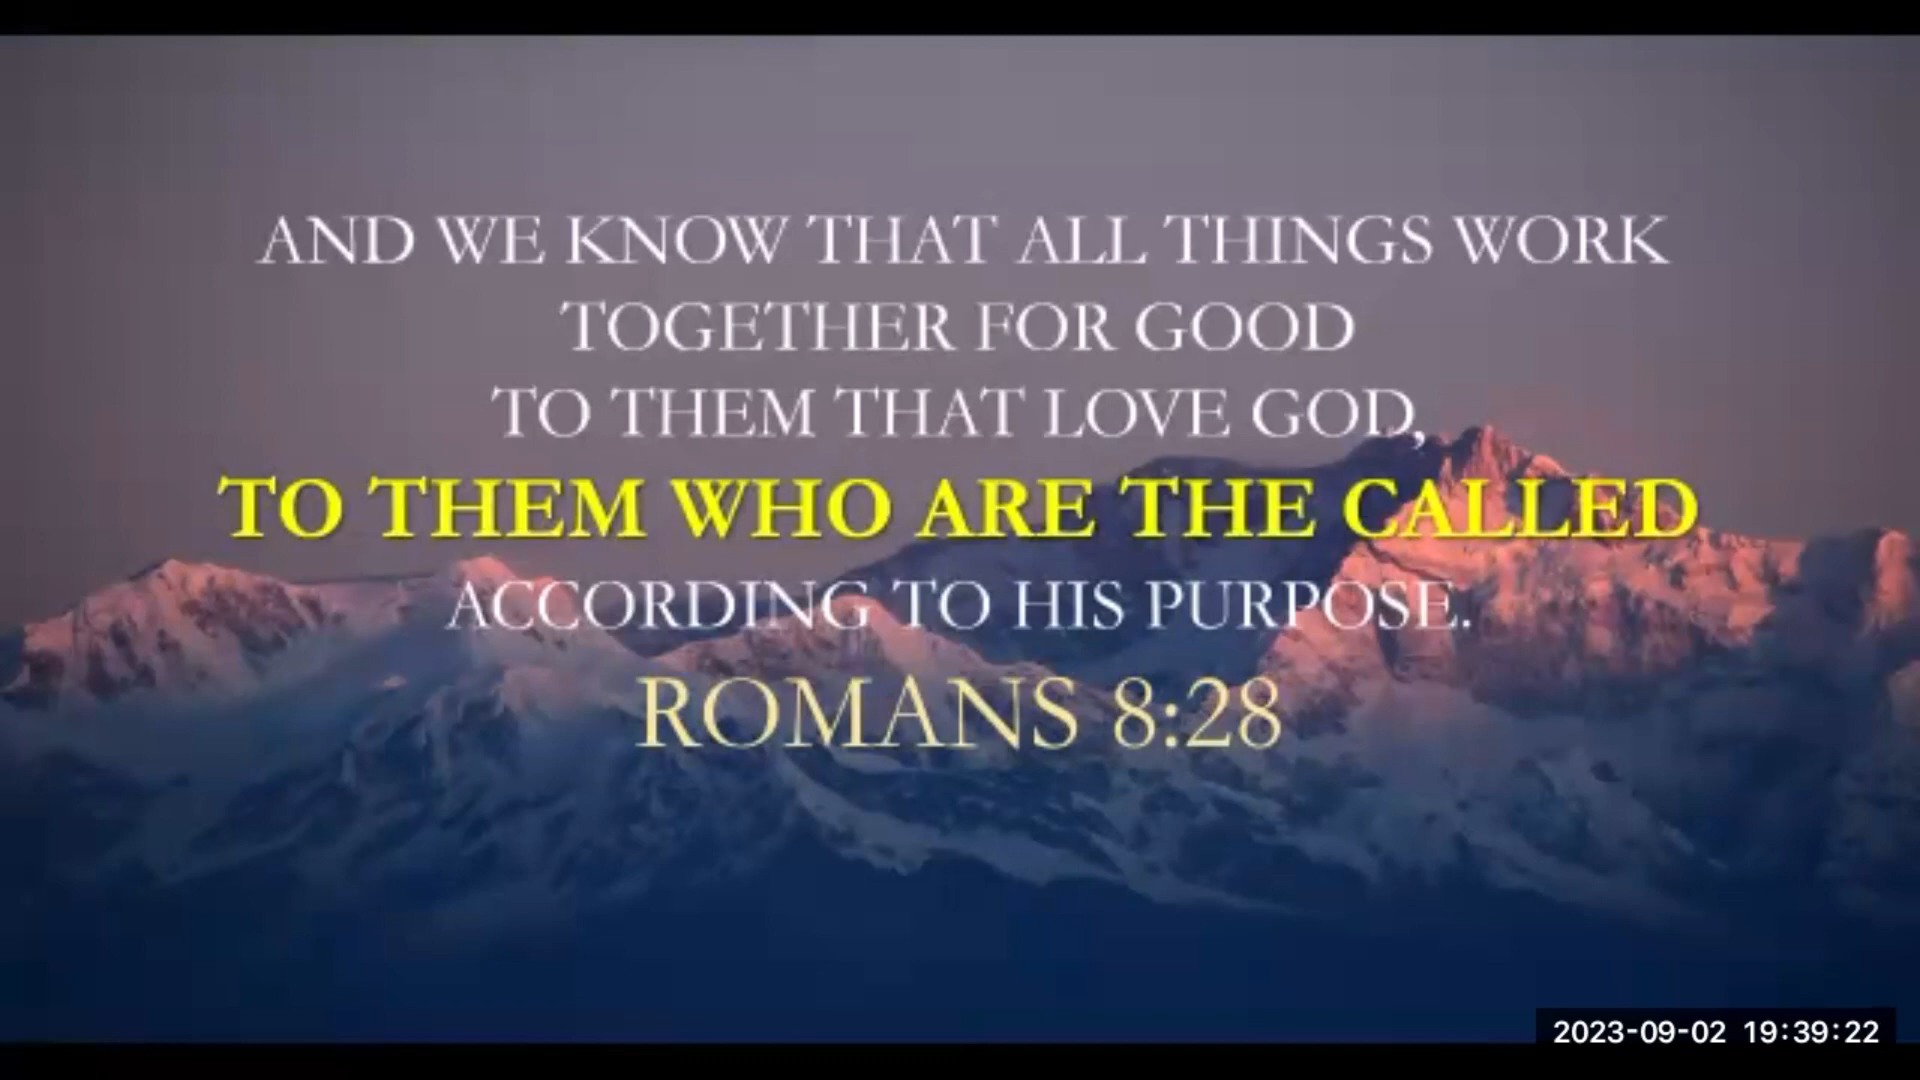 AND WE KNOW THAT ALL THINGS WORK
TOGETHER FOR GOOD
TO THEM THAT LOVE GOD,
TO THEM WHO ARE THE CALLED
ACCORDING TO HIS PURPOSE.
ROMANS 8:28
2023-09-02 19:39:22